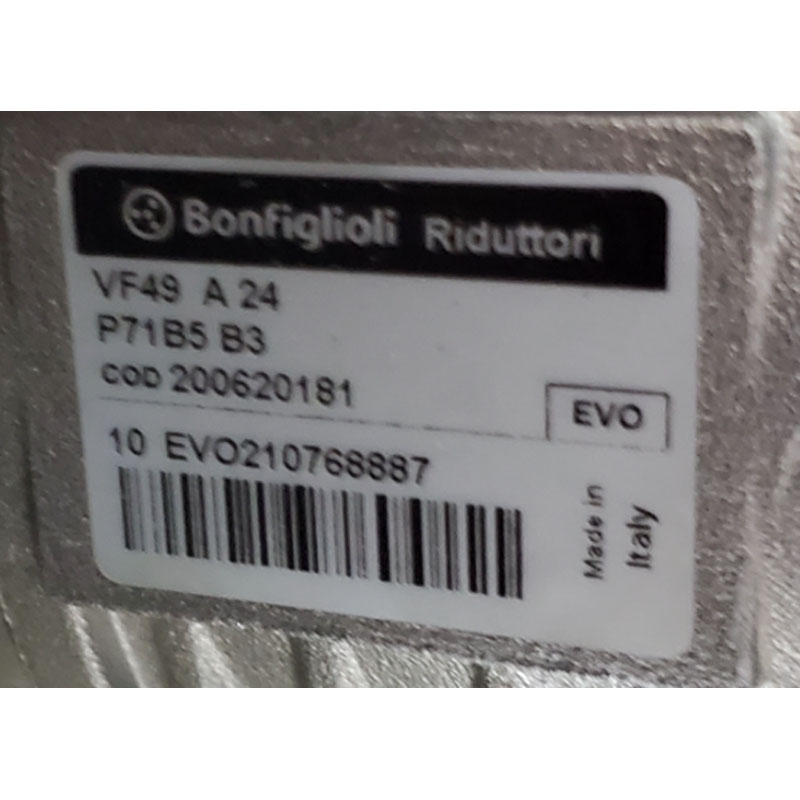 Bonfiglioli Riduttori
VF49 A 24
P71B5 B3
COD 200620181
EVO
10 EVO210768887
Made in
Italy